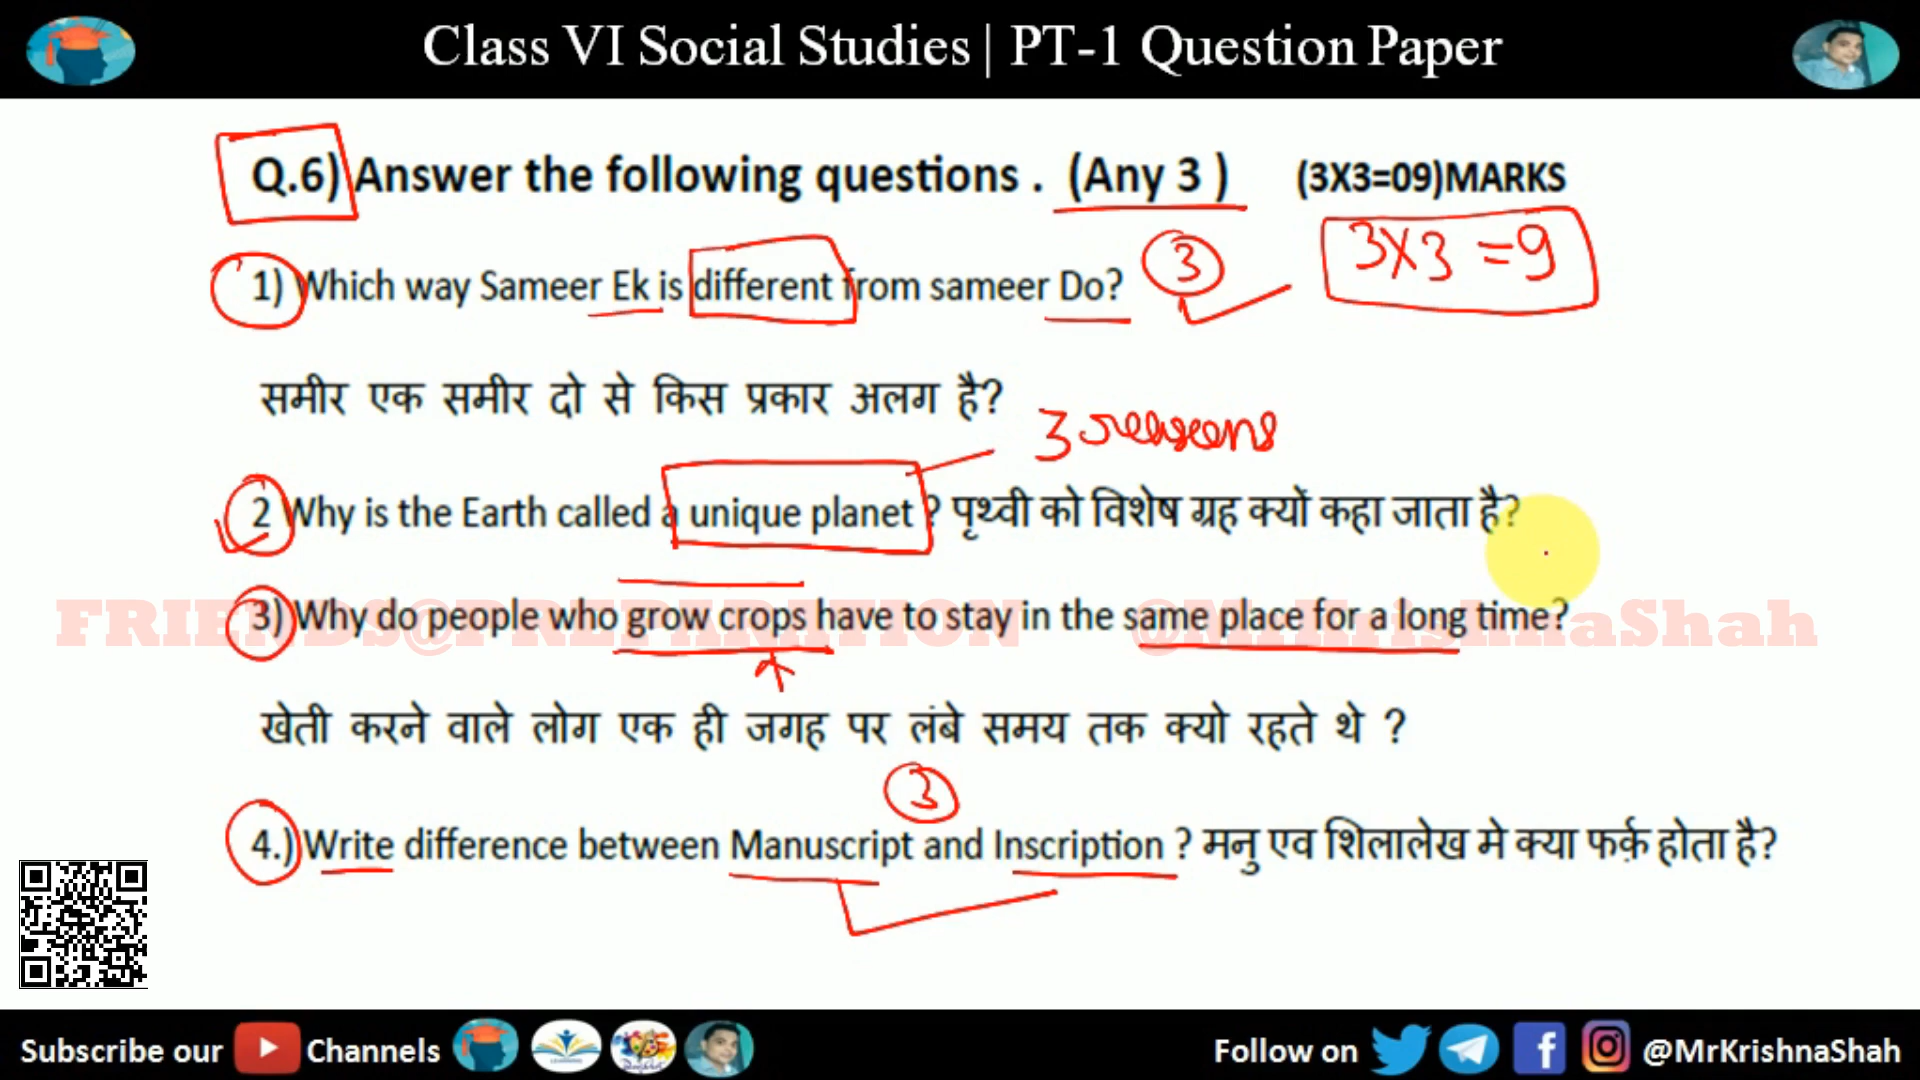 Class VI Social Studies | PT-1 Question Paper
Q.6) Answer the following questions . (Any 3 ) (3X3=09)MARKS
3X3 =9
1) Which way Sameer Ek is different from sameer Do? 3
समीर एक समीर दो से किस प्रकार अलग है?
3 reasons
2 Why is the Earth called a unique planet ? पृथ्वी को विशेष ग्रह क्यों कहा जाता है?
FRIENDS@PREPARATION @MrKrishnaShah
3) Why do people who grow crops have to stay in the same place for a long time?
खेती करने वाले लोग एक ही जगह पर लंबे समय तक क्यो रहते थे ?
3
4.) Write difference between Manuscript and Inscription ? मनु एव शिलालेख मे क्या फर्क़ होता है?
Subscribe our Channels Follow on @MrKrishnaShah